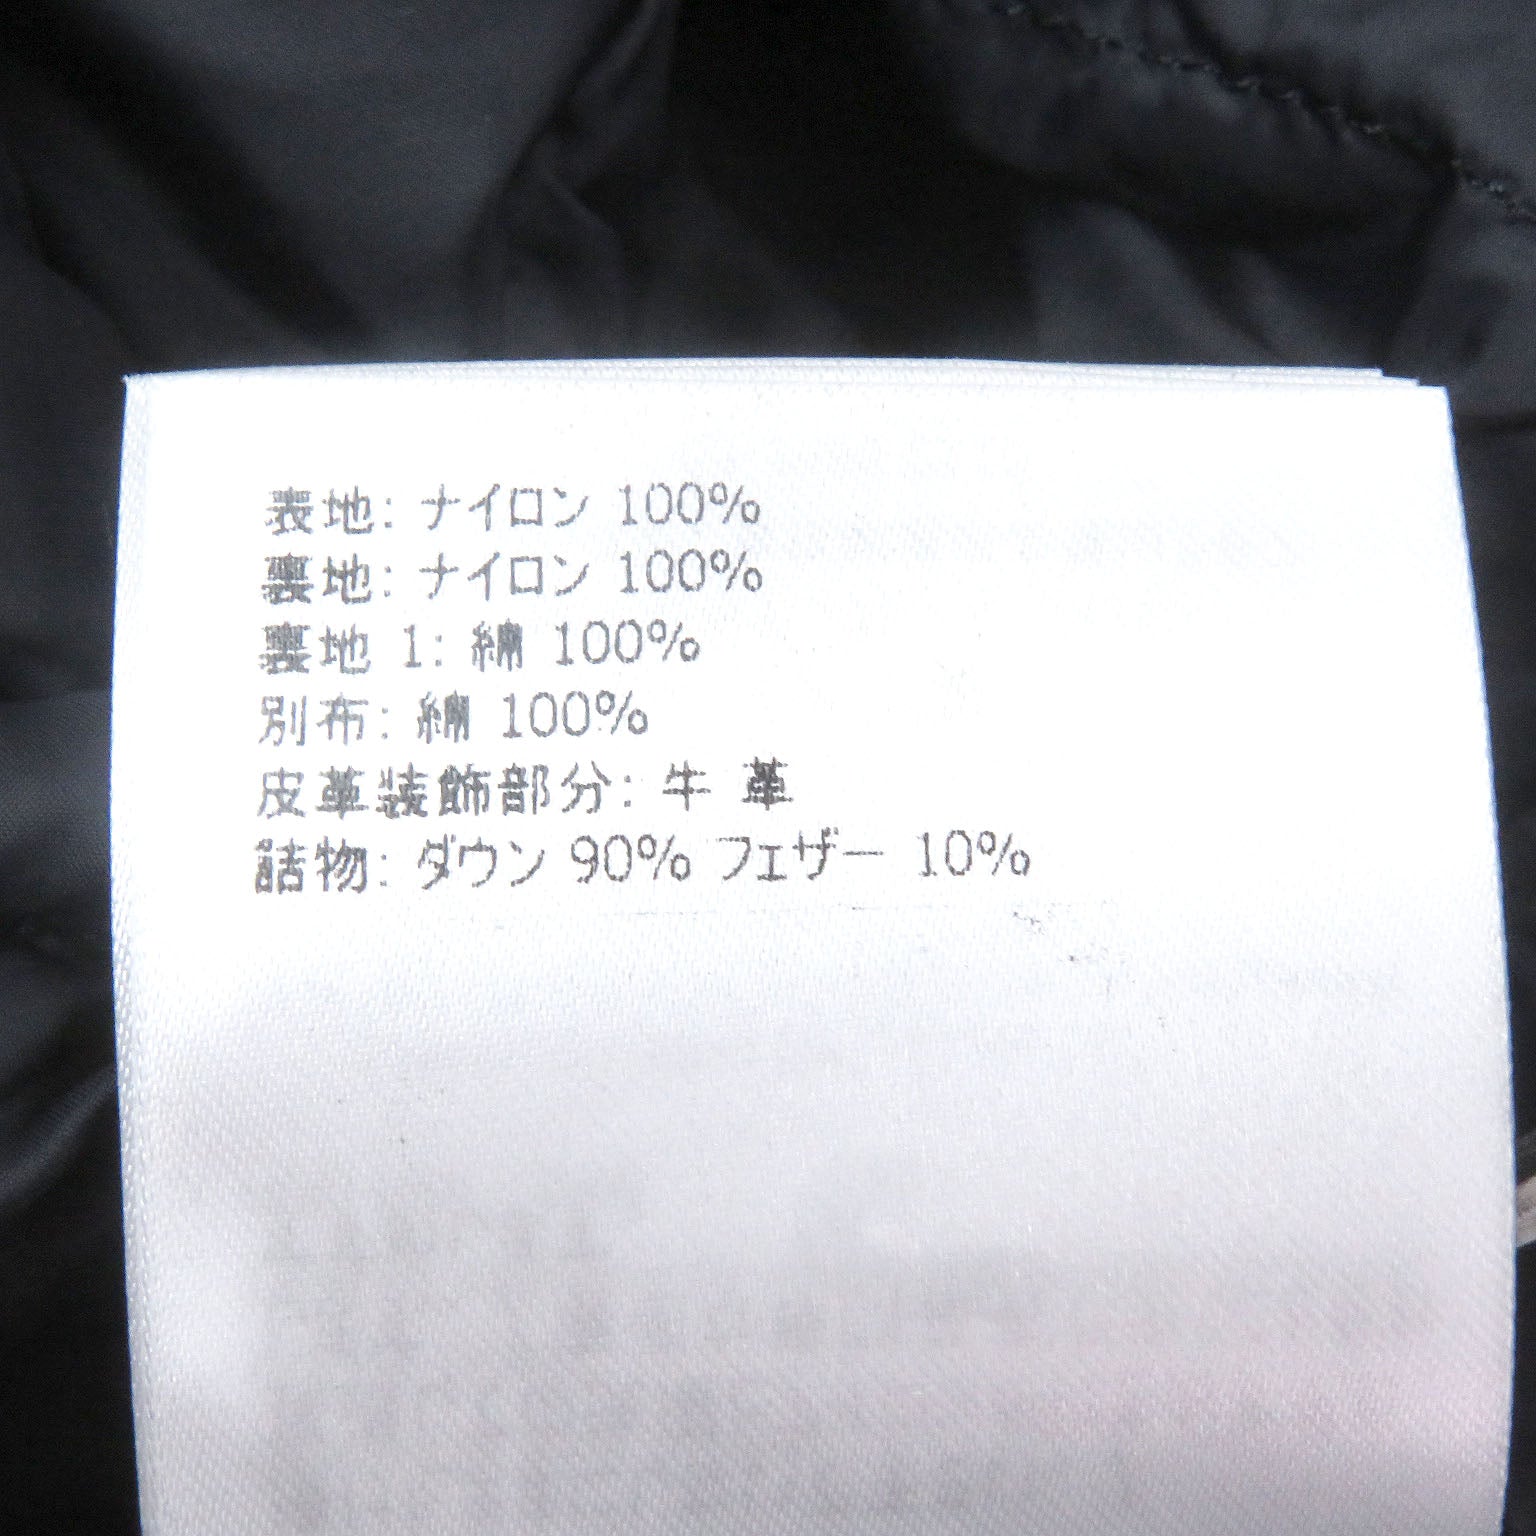 表地: ナイロン 100%
裏地: ナイロン 100%
裏地 1: 綿 100%
別布: 綿 100%
皮革装飾部分: 牛 革
詰物: ダウン 90% フェザー 10%